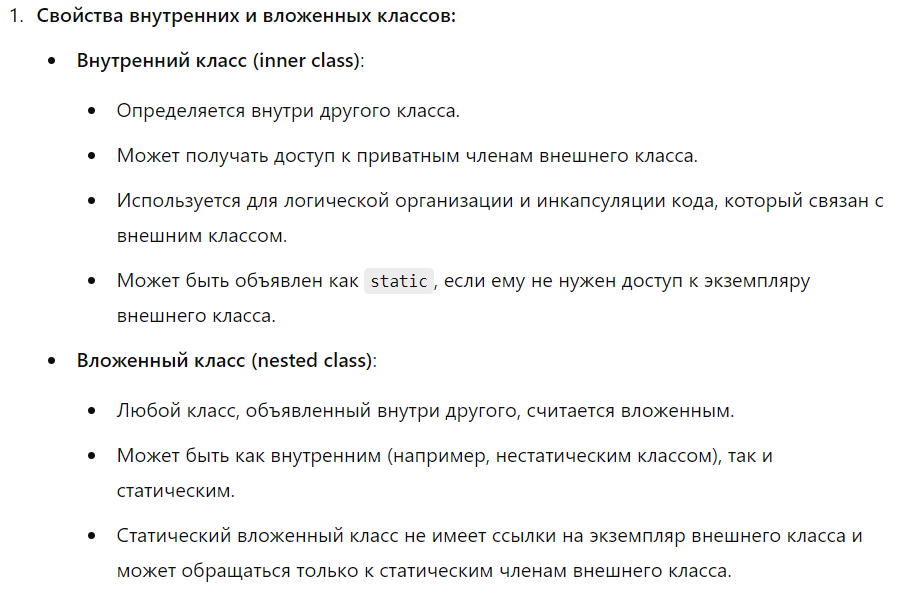 1. Свойства внутренних и вложенных классов:
• Внутренний класс (inner class):
• Определяется внутри другого класса.
• Может получать доступ к приватным членам внешнего класса.
• Используется для логической организации и инкапсуляции кода, который связан с
внешним классом.
• Может быть объявлен как static, если ему не нужен доступ к экземпляру
внешнего класса.
• Вложенный класс (nested class):
• Любой класс, объявленный внутри другого, считается вложенным.
• Может быть как внутренним (например, нестатическим классом), так и
статическим.
• Статический вложенный класс не имеет ссылки на экземпляр внешнего класса и
может обращаться только к статическим членам внешнего класса.